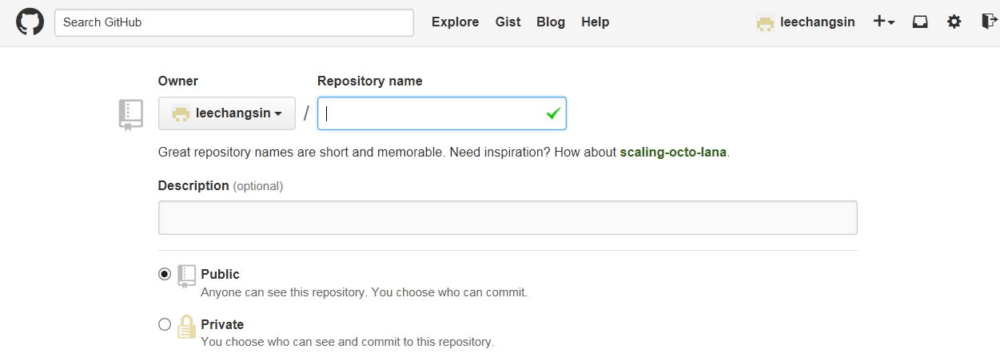 Search GitHub Explore Gist Blog Help leechangsin
Owner Repository name
leechangsin /
Great repository names are short and memorable. Need inspiration? How about scaling-octo-lana.
Description (optional)
Public
Anyone can see this repository. You choose who can commit.
Private
You choose who can see and commit to this repository.